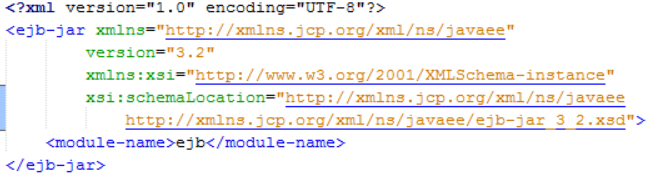 <?xml version="1.0" encoding="UTF-8"?>
<ejb-jar xmlns="http://xmlns.jcp.org/xml/ns/javaee"
version="3.2"
xmlns:xsi="http://www.w3.org/2001/XMLSchema-instance"
xsi:schemaLocation="http://xmlns.jcp.org/xml/ns/javaee
http://xmlns.jcp.org/xml/ns/javaee/ejb-jar_3_2.xsd">
<module-name>ejb</module-name>
</ejb-jar>